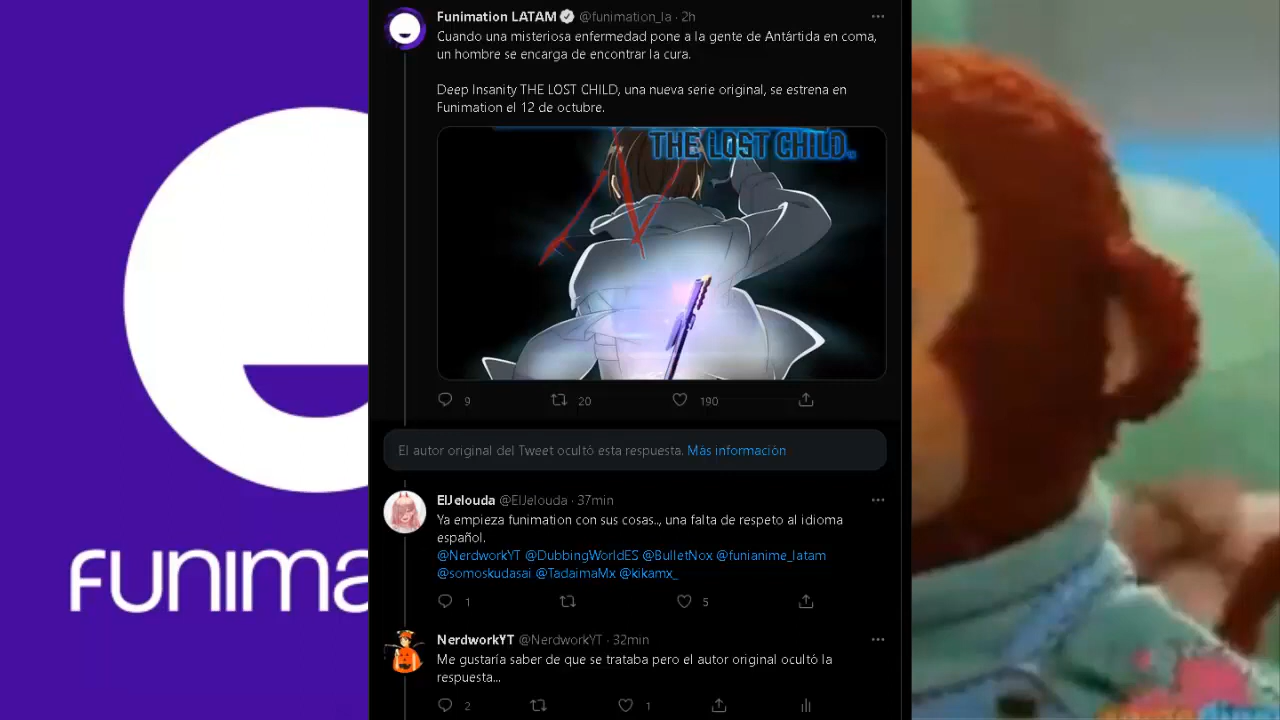 FUNIMA
Funimation LATAM @funimation_la · 2h
Cuando una misteriosa enfermedad pone a la gente de Antártida en coma,
un hombre se encarga de encontrar la cura.
Deep Insanity THE LOST CHILD, una nueva serie original, se estrena en
Funimation el 12 de octubre.
THE LOST CHILD
9 20 190
El autor original del Tweet ocultó esta respuesta. Más información
ElJelouda @ElJelouda · 37min
Ya empieza funimation con sus cosas.., una falta de respeto al idioma
español.
@NerdworkYT @DubbingWorldES @BulletNox @funianime_latam
@somoskudasai @TadaimaMx @kikamx_
1 5
NerdworkYT @NerdworkYT · 32min
Me gustaría saber de que se trataba pero el autor original ocultó la
respuesta...
2 1